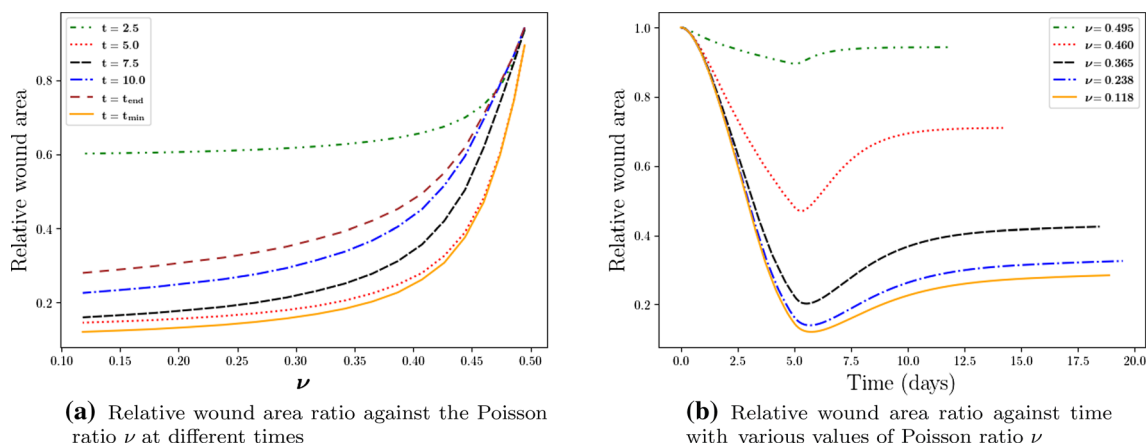 t = 2.5
t = 5.0
t = 7.5
t = 10.0
t = t_end
t = t_min
Relative wound area
0.8
0.6
0.4
0.2
0.10 0.15 0.20 0.25 0.30 0.35 0.40 0.45 0.50
ν
(a) Relative wound area ratio against the Poisson
ratio ν at different times
ν = 0.495
ν = 0.460
ν = 0.365
ν = 0.238
ν = 0.118
Relative wound area
1.0
0.8
0.6
0.4
0.2
0.0 2.5 5.0 7.5 10.0 12.5 15.0 17.5 20.0
Time (days)
(b) Relative wound area ratio against time
with various values of Poisson ratio ν